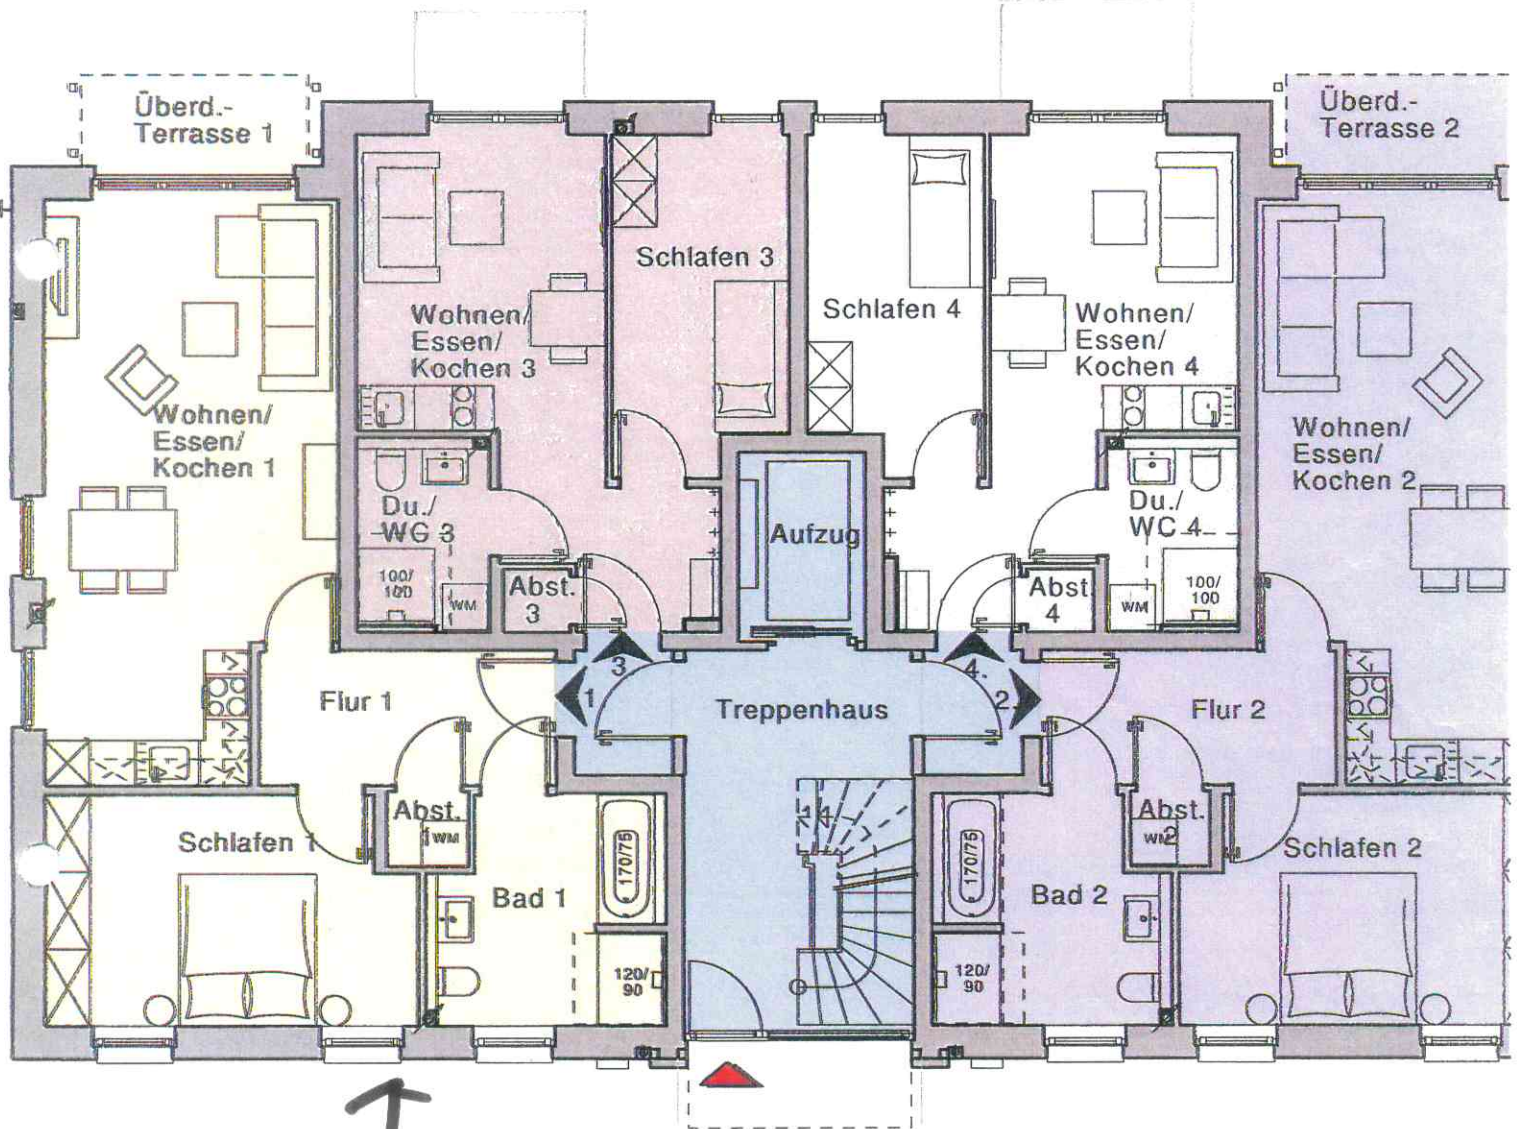 Überd.-
Terrasse 1
Überd.-
Terrasse 2
Schlafen 3
Wohnen/
Essen/
Kochen 3
Schlafen 4
Wohnen/
Essen/
Kochen 4
Wohnen/
Essen/
Kochen 1
Wohnen/
Essen/
Kochen 2
Du./
WC 3
Aufzug
Du./
WC 4
100/
100
WM
Abst.
3
Abst.
4
WM
100/
100
3
4.
1
2.
Flur 1
Treppenhaus
Flur 2
Abst.
1
WM
Schlafen 1
170/75
170/75
Abst.
2
WM
Schlafen 2
Bad 1
Bad 2
120/
90
120/
90